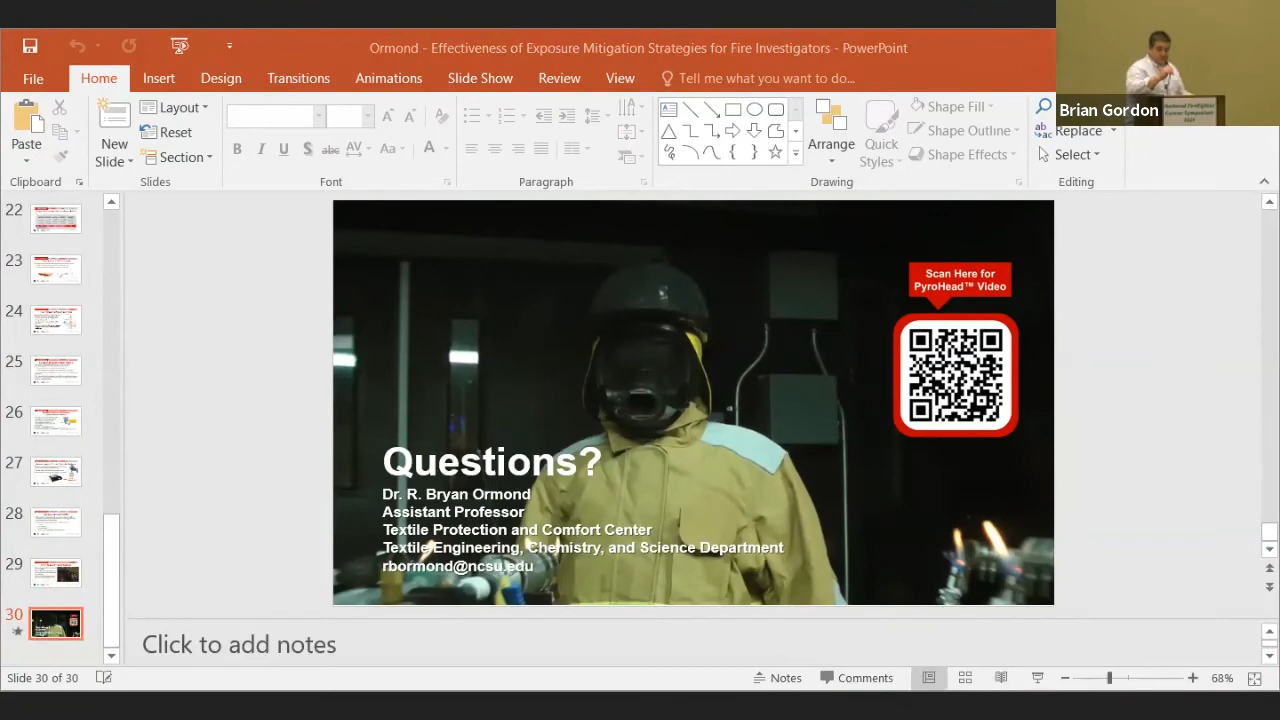 Ormond - Effectiveness of Exposure Mitigation Strategies for Fire Investigators - PowerPoint
File
Home
Insert
Design
Transitions
Animations
Slide Show
Review
View
Tell me what you want to do...
Brian Gordon
Paste
New
Slide
Layout
Reset
Section
B I U S abc AV Aa A
Arrange
Quick
Styles
Shape Fill
Shape Outline
Shape Effects
Replace
Select
Clipboard
Slides
Font
Paragraph
Drawing
Editing
22
23
24
25
26
27
28
29
30
Scan Here for
PyroHead™ Video
Questions?
Dr. R. Bryan Ormond
Assistant Professor
Textile Protection and Comfort Center
Textile Engineering, Chemistry, and Science Department
rbormond@ncsu.edu
Click to add notes
Slide 30 of 30
Notes
Comments
68%